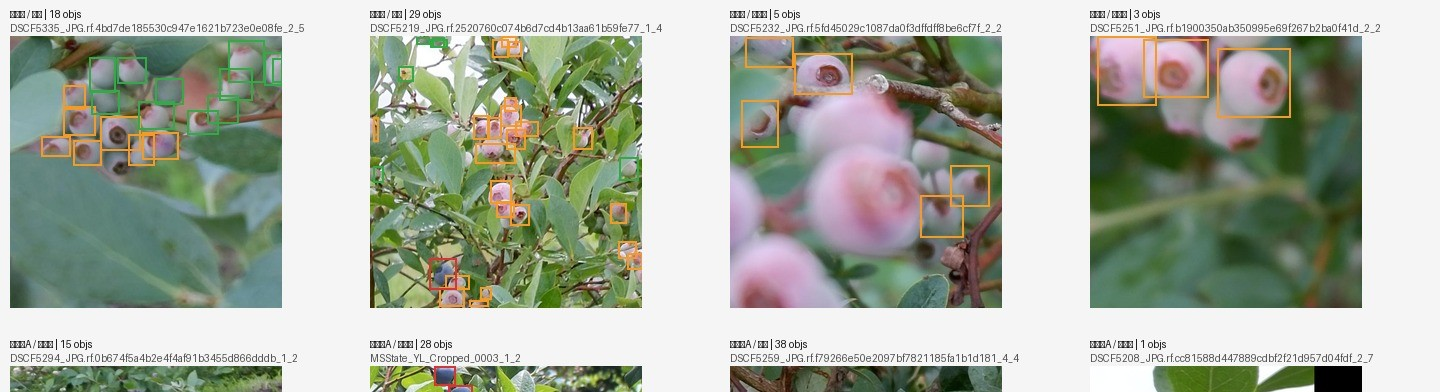 / | 18 objs
DSCF5335_JPG.rf.4bd7de185530c947e1621b723e0e08fe_2_5
/ | 29 objs
DSCF5219_JPG.rf.2520760c074b6d7cd4b13aa61b59fe77_1_4
/ | 5 objs
DSCF5232_JPG.rf.5fd45029c1087da0f3dffdff8be6cf7f_2_2
/ | 3 objs
DSCF5251_JPG.rf.b1900350ab350995e69f267b2ba0f41d_2_2
A / | 15 objs
DSCF5294_JPG.rf.0b674f5a4b2e4f4af91b3455d866dddb_1_2
A / | 28 objs
MSState_YL_Cropped_0003_1_2
A / | 38 objs
DSCF5259_JPG.rf.f79266e50e2097bf7821185fa1b1d181_4_4
A / | 1 objs
DSCF5208_JPG.rf.cc81588d447889cdbf2f21d957d04fdf_2_7